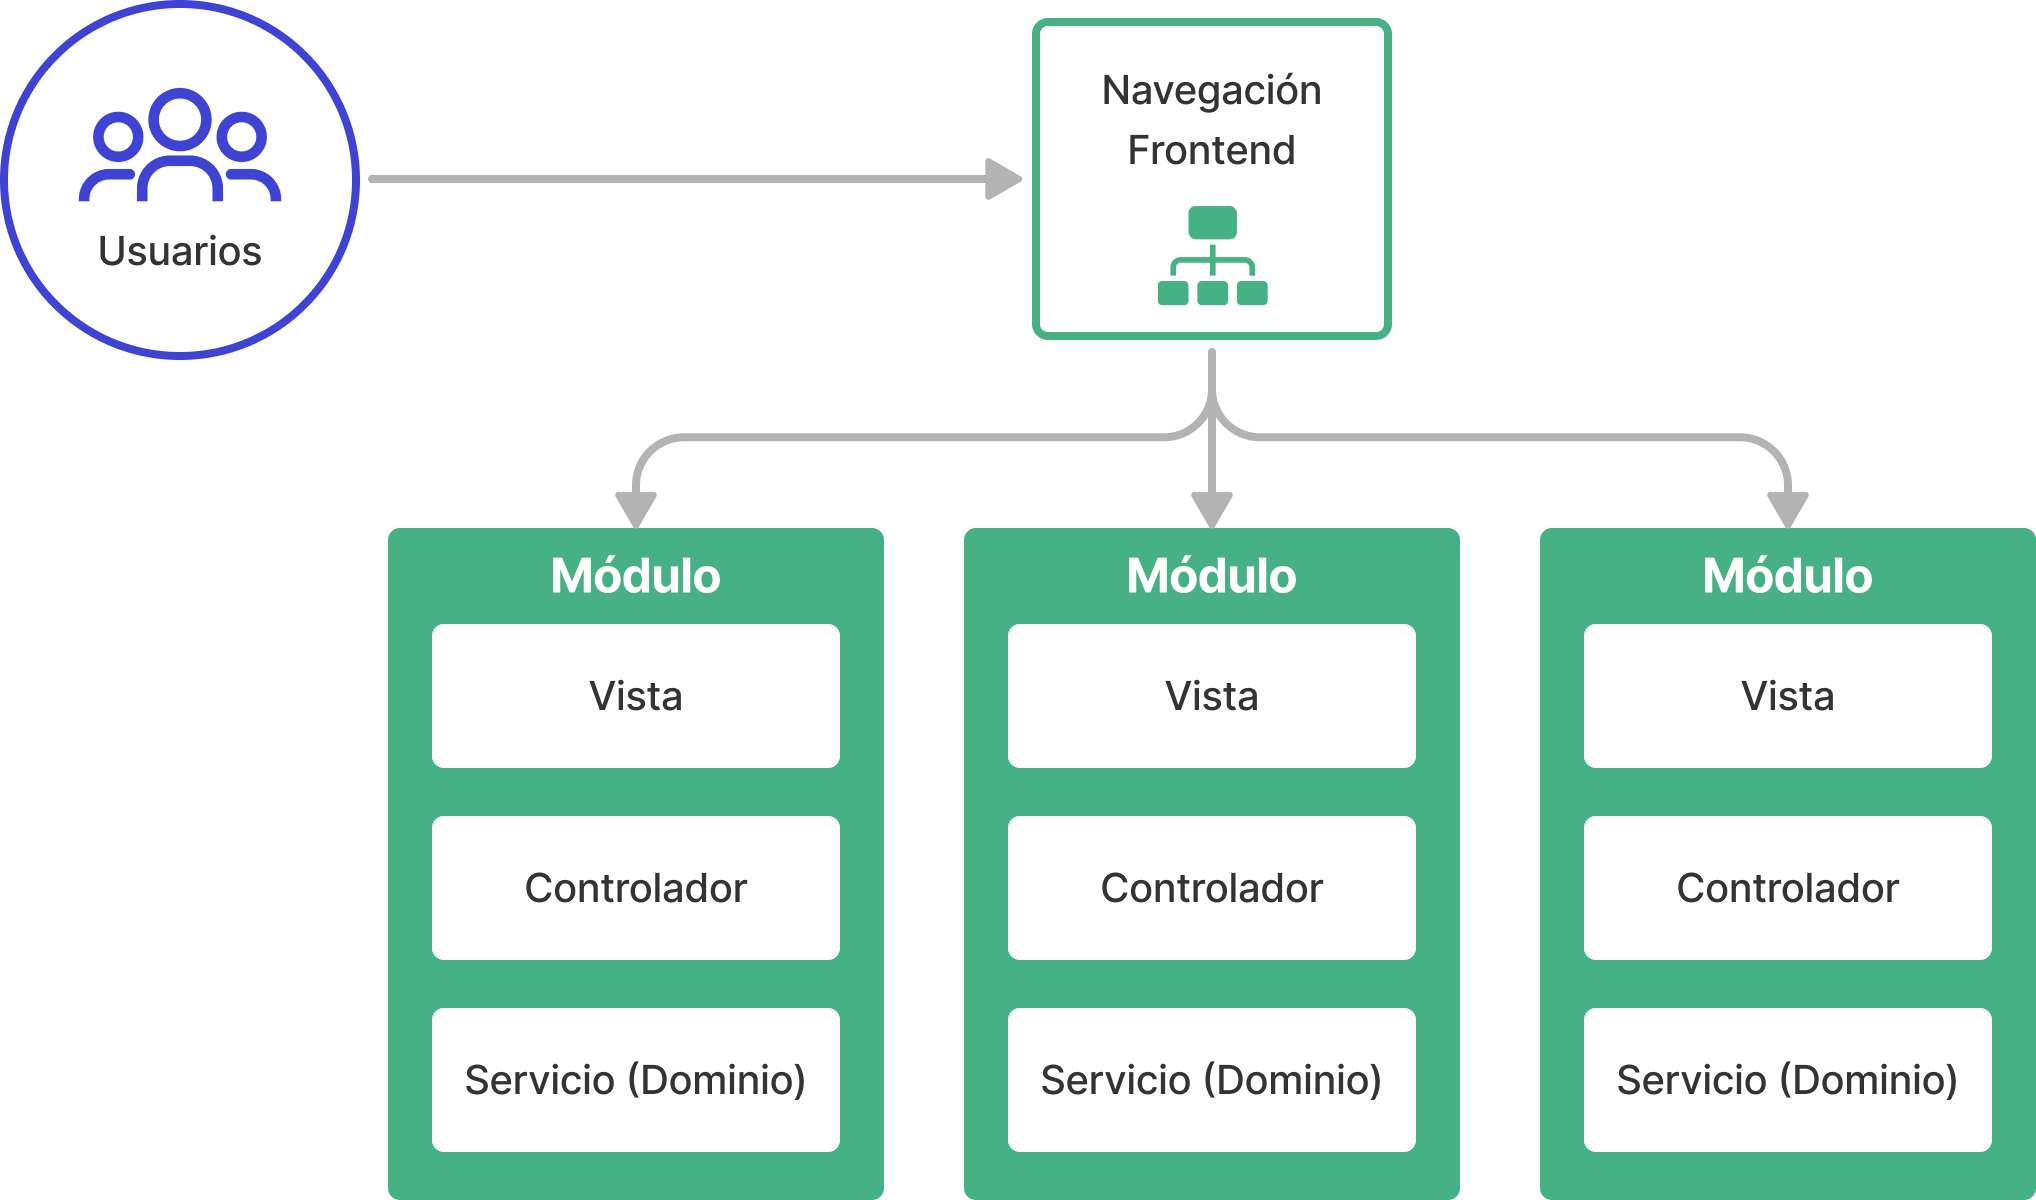 Usuarios
Navegación
Frontend
Módulo
Vista
Controlador
Servicio (Dominio)
Módulo
Vista
Controlador
Servicio (Dominio)
Módulo
Vista
Controlador
Servicio (Dominio)